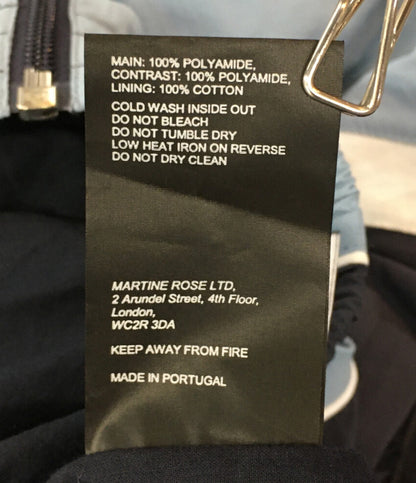 MAIN: 100% POLYAMIDE,
CONTRAST: 100% POLYAMIDE,
LINING: 100% COTTON
COLD WASH INSIDE OUT
DO NOT BLEACH
DO NOT TUMBLE DRY
LOW HEAT IRON ON REVERSE
DO NOT DRY CLEAN
MARTINE ROSE LTD,
2 Arundel Street, 4th Floor,
London,
WC2R 3DA
KEEP AWAY FROM FIRE
MADE IN PORTUGAL